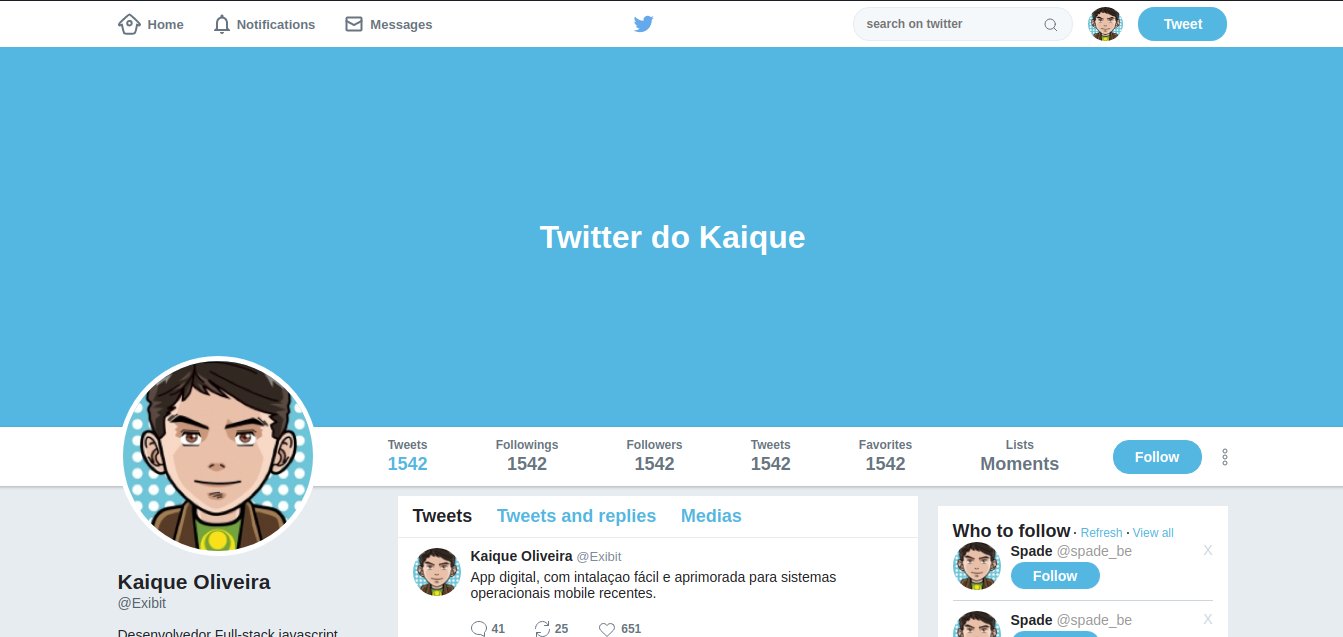 Home Notifications Messages search on twitter Tweet
Twitter do Kaique
Tweets Followings Followers Tweets Favorites Lists
1542 1542 1542 1542 1542 Moments Follow
Tweets Tweets and replies Medias
Kaique Oliveira @Exibit
App digital, com intalaçao fácil e aprimorada para sistemas
operacionais mobile recentes.
41 25 651
Kaique Oliveira
@Exibit
Desenvolvedor Full-stack javascript
Who to follow · Refresh · View all
Spade @spade_be X
Follow
Spade @spade_be X